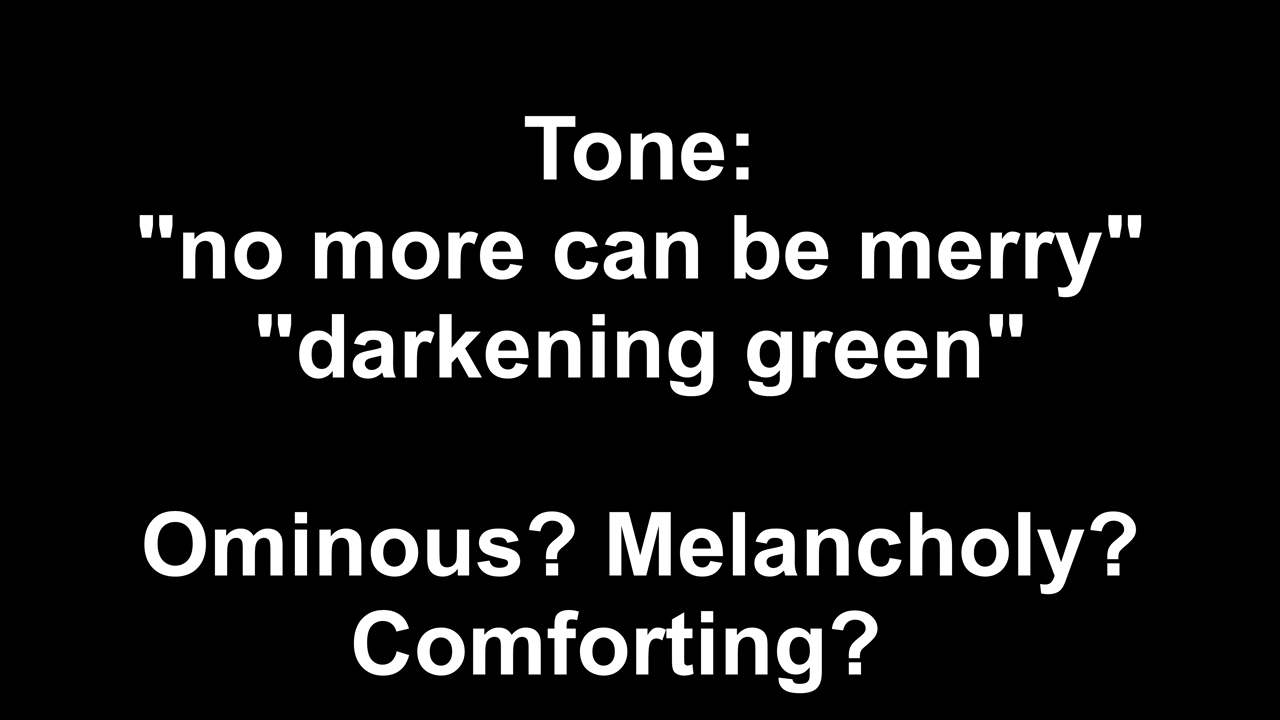 Tone:
"no more can be merry"
"darkening green"
Ominous? Melancholy?
Comforting?